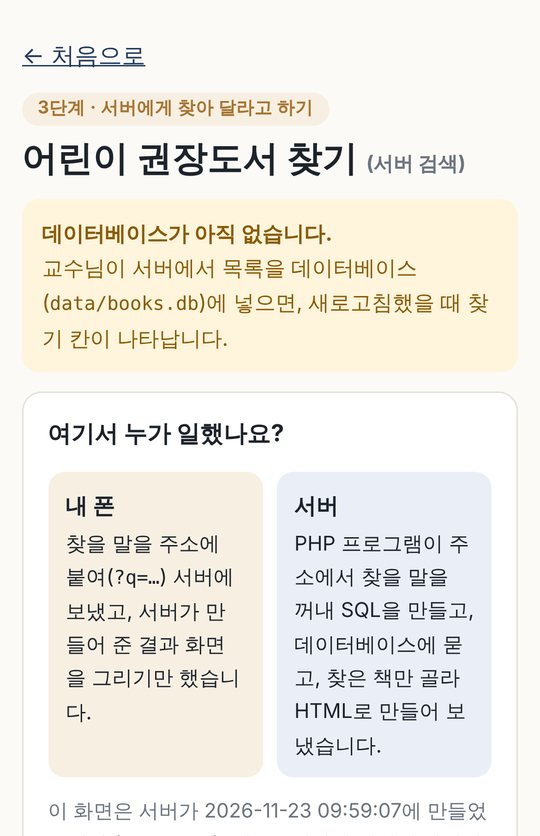 ← 처음으로
3단계 · 서버에게 찾아 달라고 하기
어린이 권장도서 찾기 (서버 검색)
데이터베이스가 아직 없습니다.
교수님이 서버에서 목록을 데이터베이스
(data/books.db)에 넣으면, 새로고침했을 때 찾
기 칸이 나타납니다.
여기서 누가 일했나요?
내 폰
찾을 말을 주소에
붙여(?q=…) 서버에
보냈고, 서버가 만
들어 준 결과 화면
을 그리기만 했습니
다.
서버
PHP 프로그램이 주
소에서 찾을 말을
꺼내 SQL을 만들고,
데이터베이스에 묻
고, 찾은 책만 골라
HTML로 만들어 보
냈습니다.
이 화면은 서버가 2026-11-23 09:59:07에 만들었